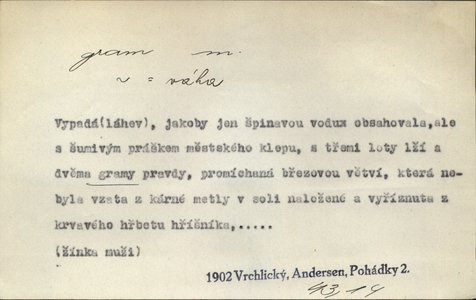 gram m.
~ = váha
Vypadá(láhev), jakoby jen špinavou vodux obsahovala,ale
s šumivým práškem městského klepu, s třemi loty lží a
dvěma gramy pravdy, promíchaná březovou větví, která ne-
byla vzata z kárné metly v soli naložené a vyříznuta z
krvavého hřbetu hříšníka,.....
(žínka muži)
1902 Vrchlický, Andersen, Pohádky 2.
43,14